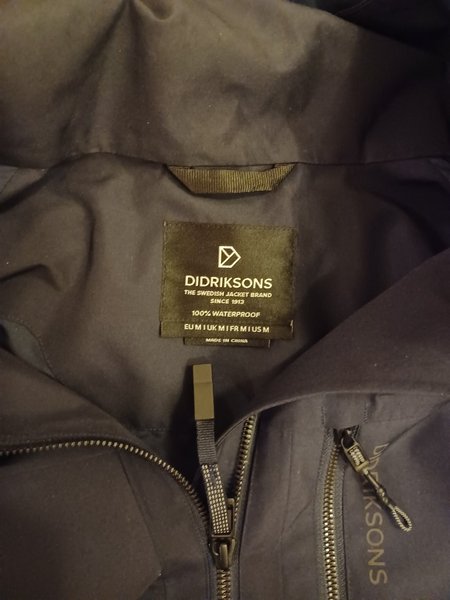 DIDRIKSONS
THE SWEDISH JACKET BRAND
SINCE 1913
100% WATERPROOF
EU M | UK M | FR M | US M
MADE IN CHINA
DIDRIKSONS